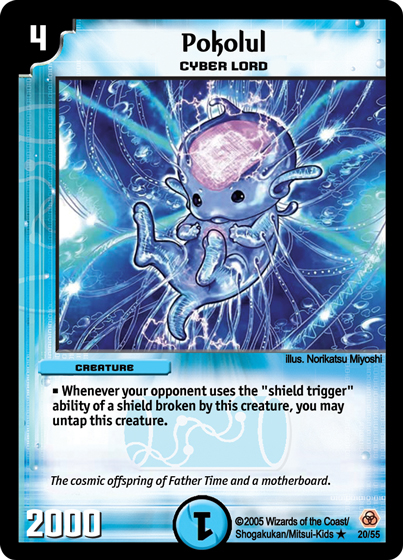 4
Pokolul
CYBER LORD
illus. Norikatsu Miyoshi
CREATURE
▪ Whenever your opponent uses the "shield trigger"
ability of a shield broken by this creature, you may
untap this creature.
The cosmic offspring of Father Time and a motherboard.
2000
1
©2005 Wizards of the Coast/
Shogakukan/Mitsui-Kids ★ 20/55